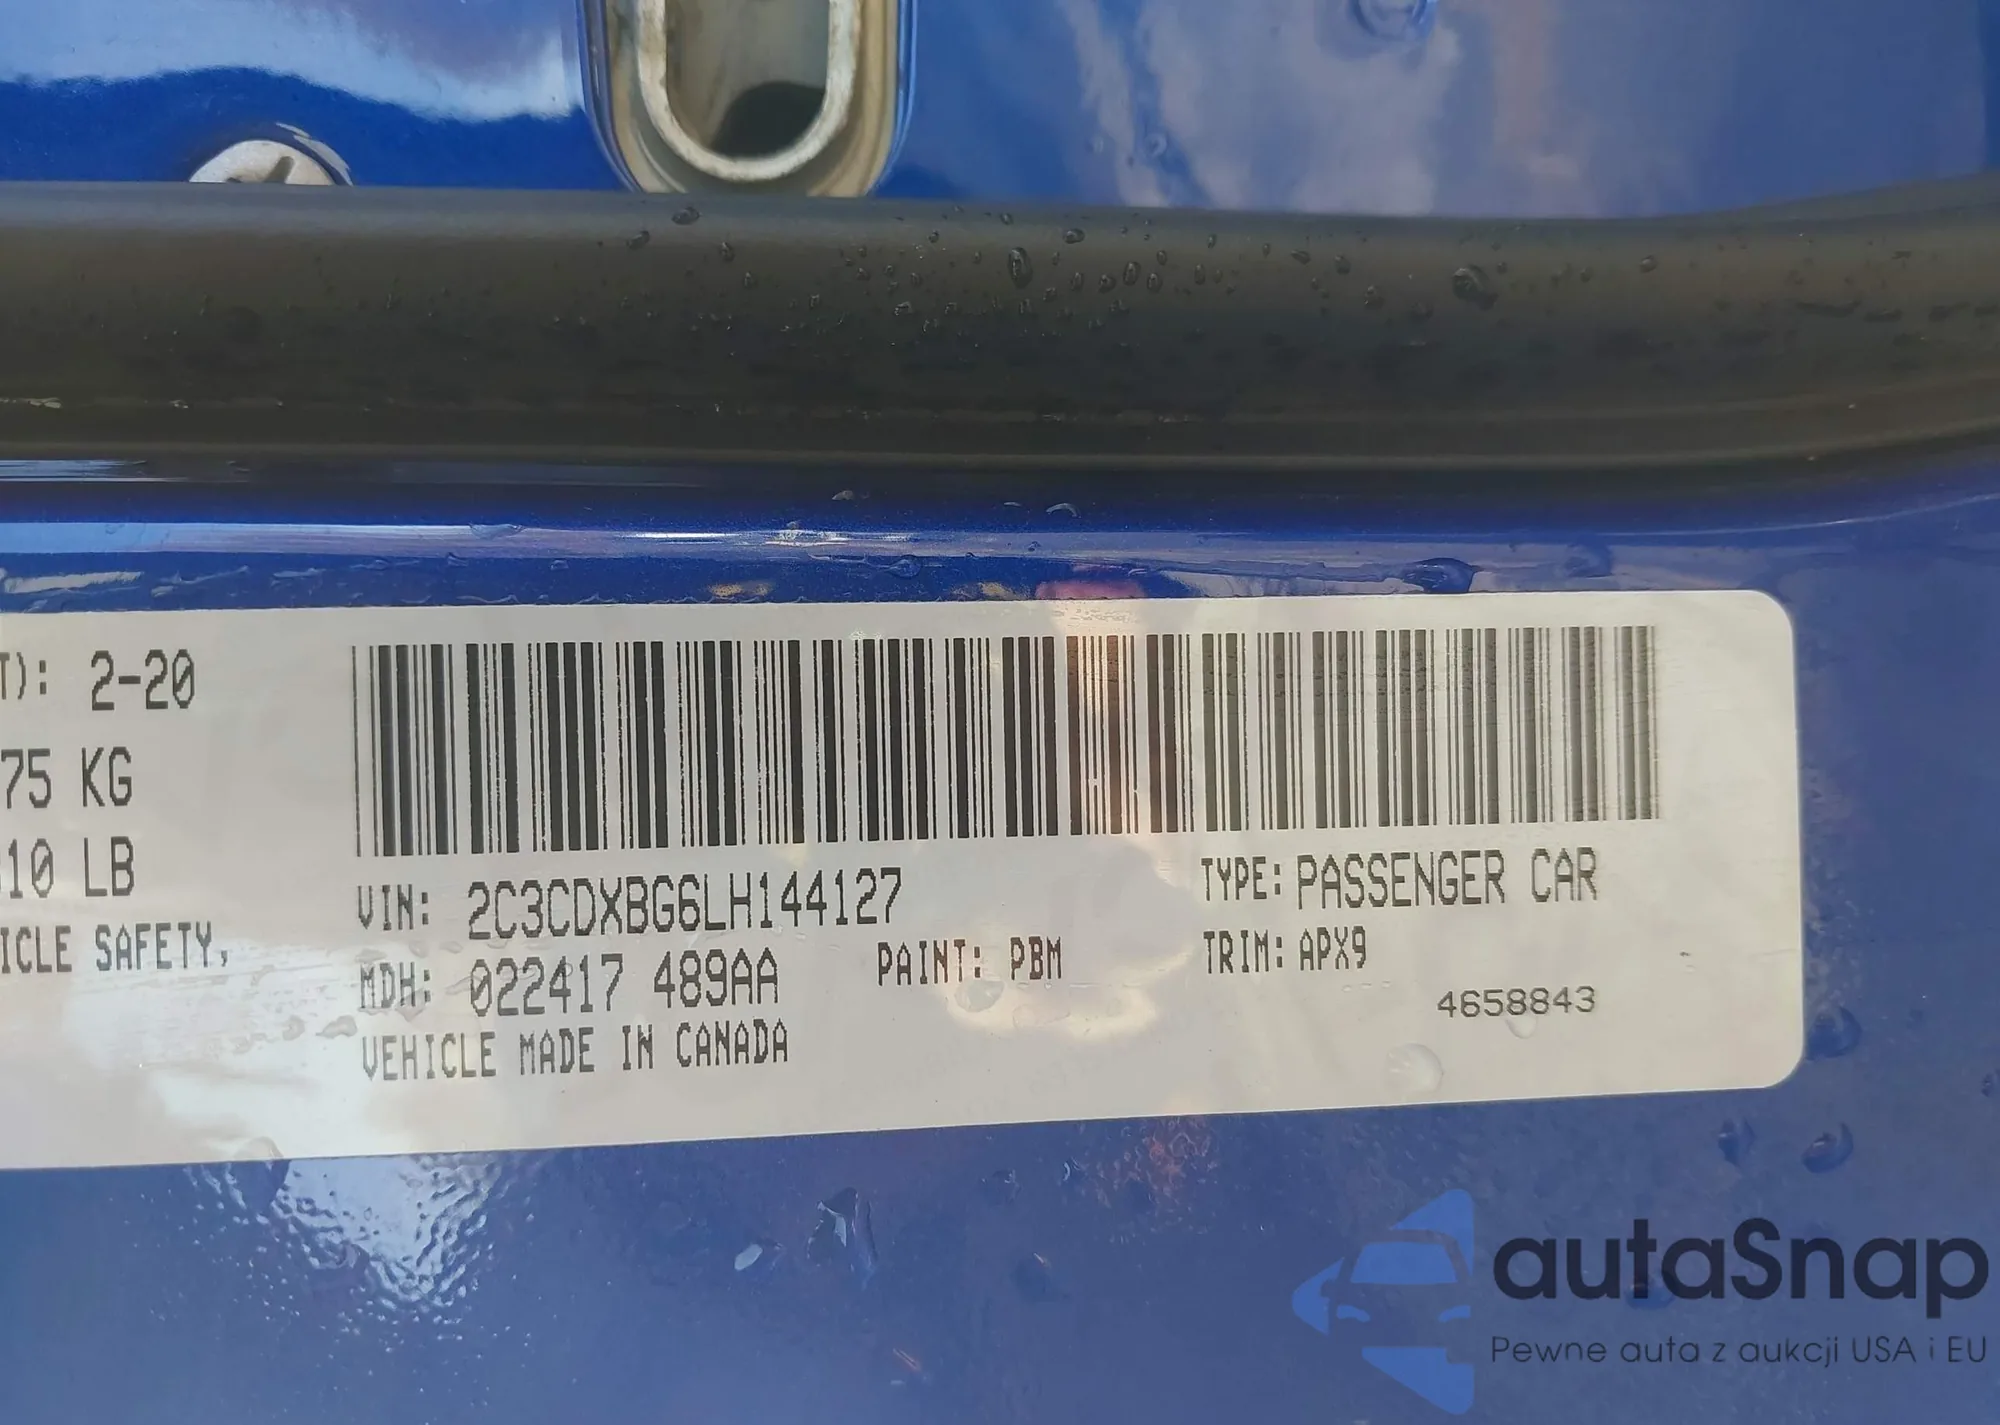 T): 2-20
75 KG
10 LB
ICLE SAFETY,
VIN: 2C3CDXBG6LH144127
TYPE: PASSENGER CAR
MDH: 022417 489AA
PAINT: PBM
TRIM: APX9
4658843
VEHICLE MADE IN CANADA
autaSnap
Pewne auta z aukcji USA i EU